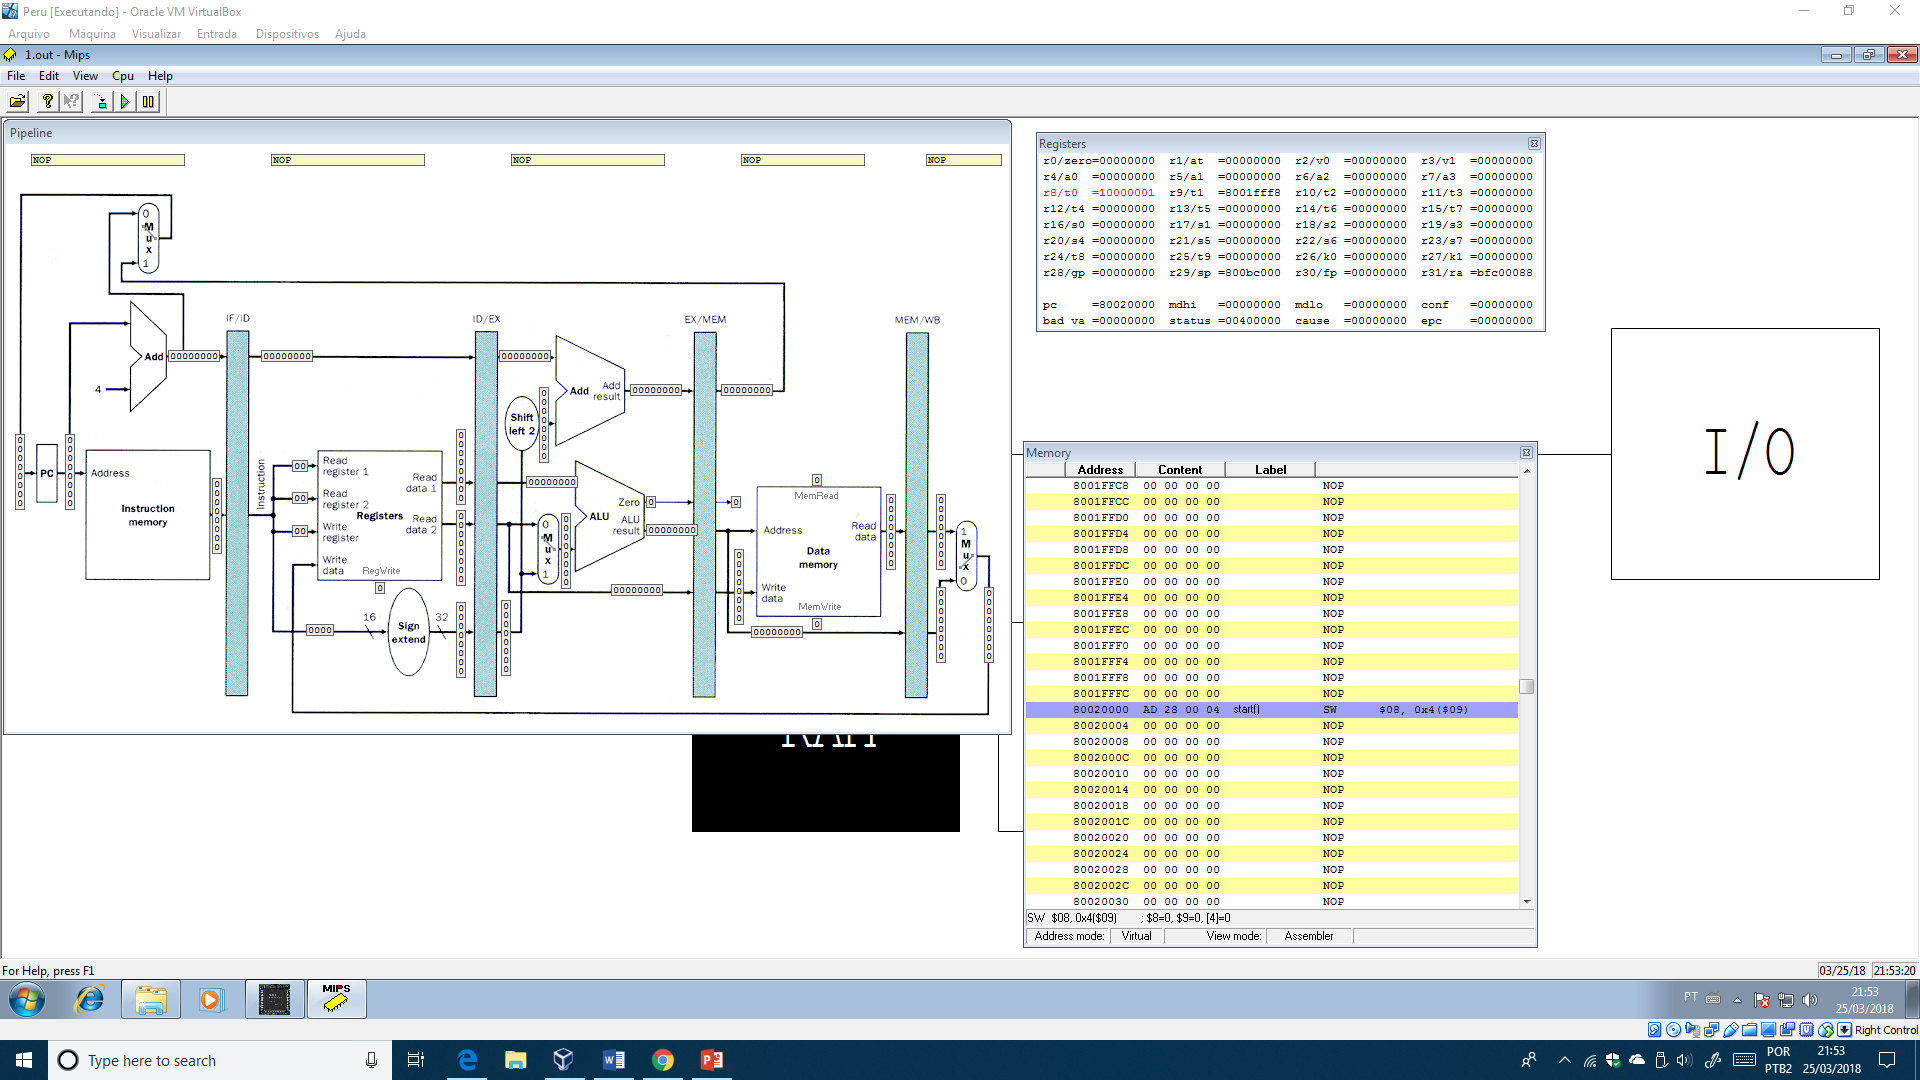 Peru [Executando] - Oracle VM VirtualBox
Arquivo Máquina Visualizar Entrada Dispositivos Ajuda
1.out - Mips
File Edit View Cpu Help
Pipeline
NOP NOP NOP NOP NOP
0 Mux 1
IF/ID ID/EX EX/MEM MEM/WB
Add 00000000 00000000 00000000
4
Add Add result 00000000 00000000
Shift left 2 00000000
00000000 PC 00000000
Address
Instruction memory
00000000
Instruction
00 Read register 1
00 Read register 2
00 Write register
Write data
Registers
Read data 1
Read data 2
RegWrite
0
00000000
00000000
0000 16 Sign extend 32 00000000 00000000
00000000
0 Mux 1 00000000
ALU Zero 0 0
ALU result 00000000
00000000
0
MemRead
Address
Read data
Data memory
Write data
MemWrite
0
00000000
00000000
00000000
00000000
00000000
1 Mux 0
00000000
Registers
r0/zero=00000000 r1/at =00000000 r2/v0 =00000000 r3/v1 =00000000
r4/a0 =00000000 r5/a1 =00000000 r6/a2 =00000000 r7/a3 =00000000
r8/t0 =10000001 r9/t1 =8001fff8 r10/t2 =00000000 r11/t3 =00000000
r12/t4 =00000000 r13/t5 =00000000 r14/t6 =00000000 r15/t7 =00000000
r16/s0 =00000000 r17/s1 =00000000 r18/s2 =00000000 r19/s3 =00000000
r20/s4 =00000000 r21/s5 =00000000 r22/s6 =00000000 r23/s7 =00000000
r24/t8 =00000000 r25/t9 =00000000 r26/k0 =00000000 r27/k1 =00000000
r28/gp =00000000 r29/sp =800bc000 r30/fp =00000000 r31/ra =bfc00088
pc =80020000 mdhi =00000000 mdlo =00000000 conf =00000000
bad va =00000000 status =00400000 cause =00000000 epc =00000000
I/O
Memory
Address Content Label
8001FFC8 00 00 00 00 NOP
8001FFCC 00 00 00 00 NOP
8001FFD0 00 00 00 00 NOP
8001FFD4 00 00 00 00 NOP
8001FFD8 00 00 00 00 NOP
8001FFDC 00 00 00 00 NOP
8001FFE0 00 00 00 00 NOP
8001FFE4 00 00 00 00 NOP
8001FFE8 00 00 00 00 NOP
8001FFEC 00 00 00 00 NOP
8001FFF0 00 00 00 00 NOP
8001FFF4 00 00 00 00 NOP
8001FFF8 00 00 00 00 NOP
8001FFFC 00 00 00 00 NOP
80020000 AD 28 00 04 start() SW $08, 0x4($09)
80020004 00 00 00 00 NOP
80020008 00 00 00 00 NOP
8002000C 00 00 00 00 NOP
80020010 00 00 00 00 NOP
80020014 00 00 00 00 NOP
80020018 00 00 00 00 NOP
8002001C 00 00 00 00 NOP
80020020 00 00 00 00 NOP
80020024 00 00 00 00 NOP
80020028 00 00 00 00 NOP
8002002C 00 00 00 00 NOP
80020030 00 00 00 00 NOP
SW $08, 0x4($09) ; $8=0, $9=0, [4]=0
Address mode: Virtual View mode: Assembler
For Help, press F1
03/25/18 21:53:20
MIPS
PT
21:53
25/03/2018
Right Control
Type here to search
POR
PTB2
21:53
25/03/2018